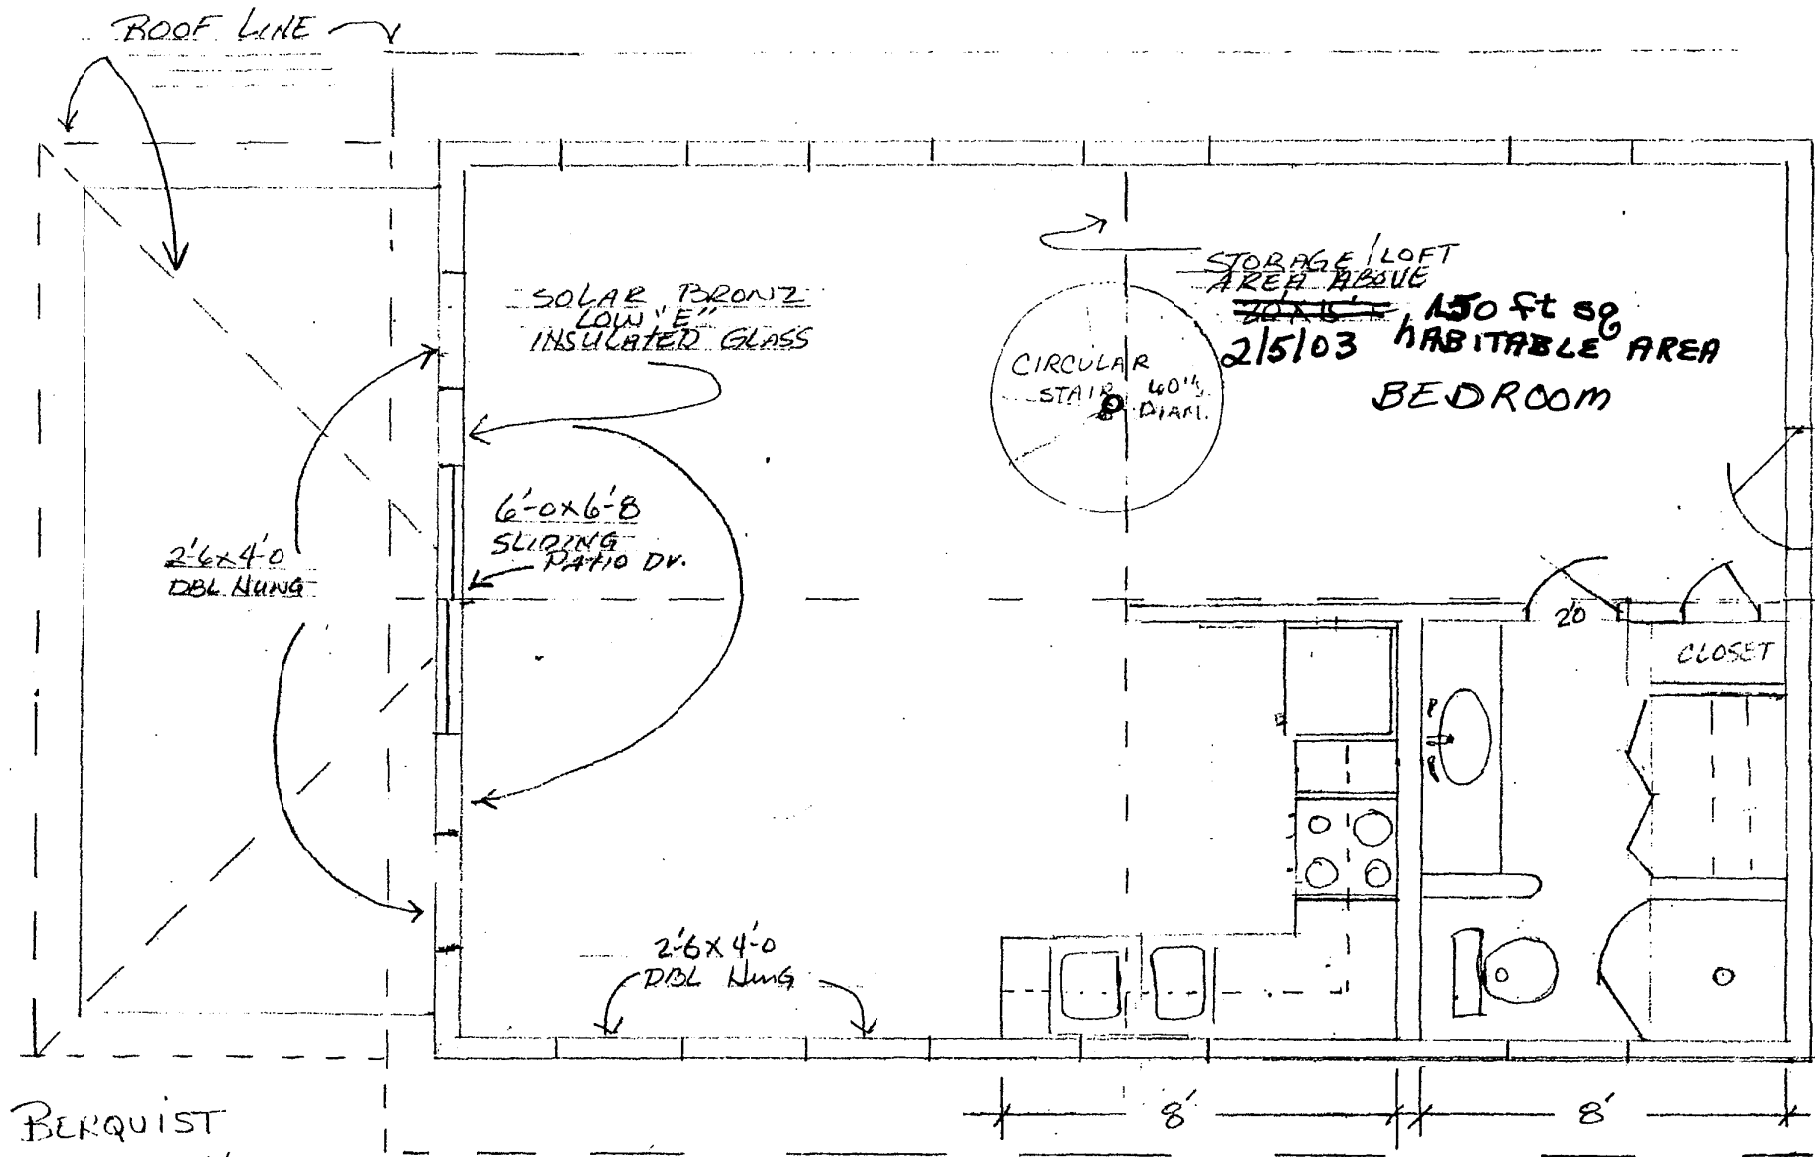 ROOF LINE
SOLAR BRONZ
LOW "E"
INSULATED GLASS
STORAGE/LOFT
AREA ABOVE
150 ft sq
2/5/03 HABITABLE AREA
BEDROOM
CIRCULAR
STAIR 60"
DIAM.
6'-0x6'-8
SLIDING
PATIO Dr.
2'-6x4'-0
DBL HUNG
2'0
CLOSET
2'-6x4'-0
DBL Hung
8'
8'
BERQUIST